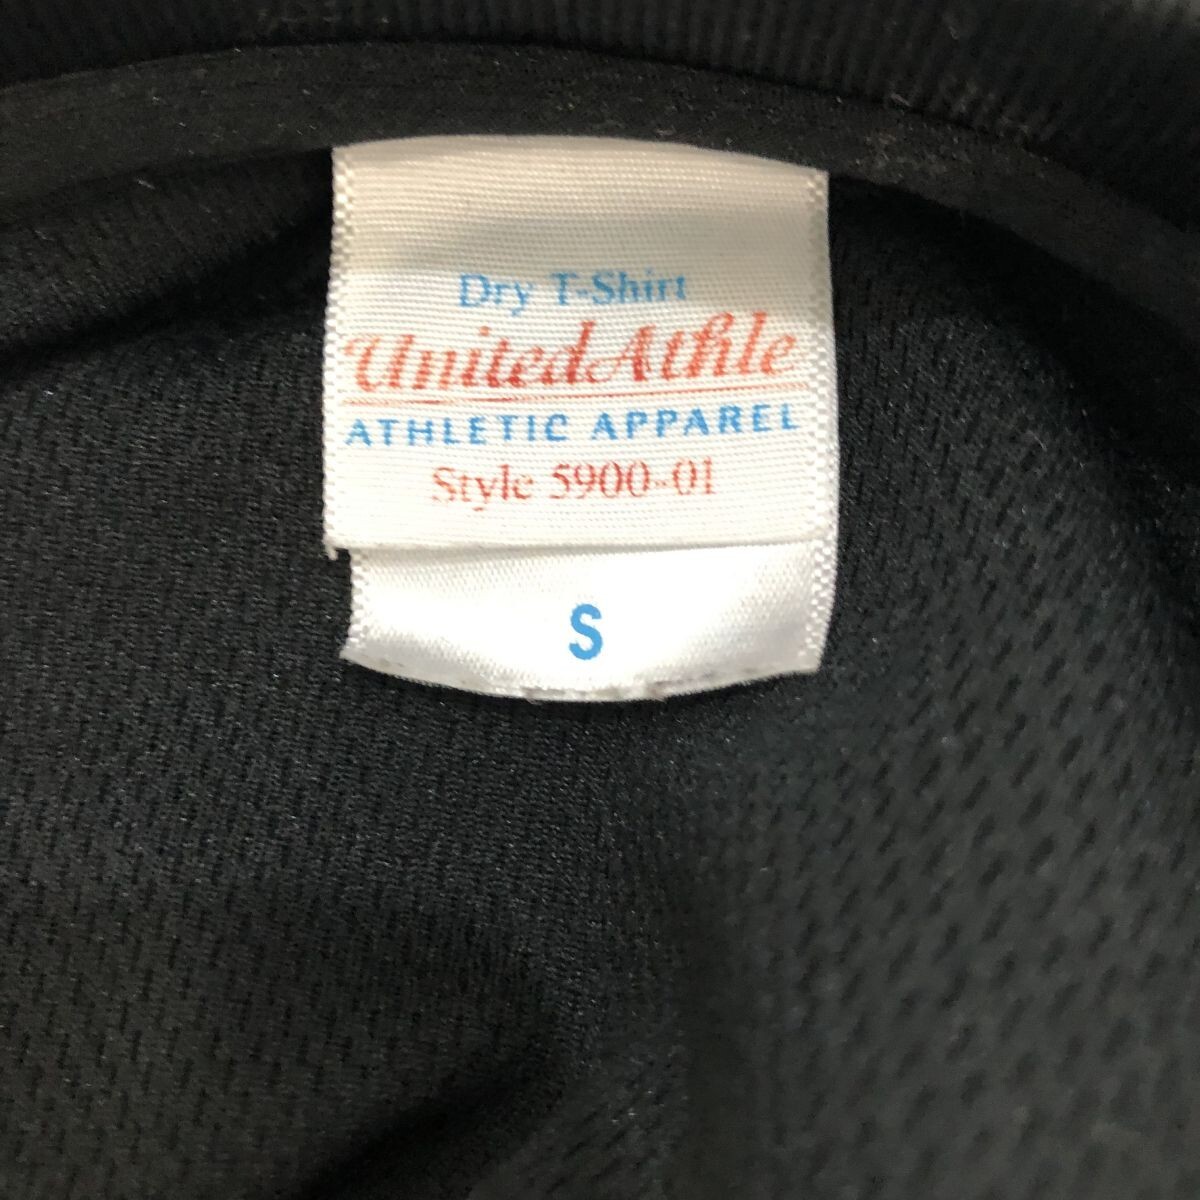 Dry T-Shirt
UnitedAthle
ATHLETIC APPAREL
Style 5900-01
S